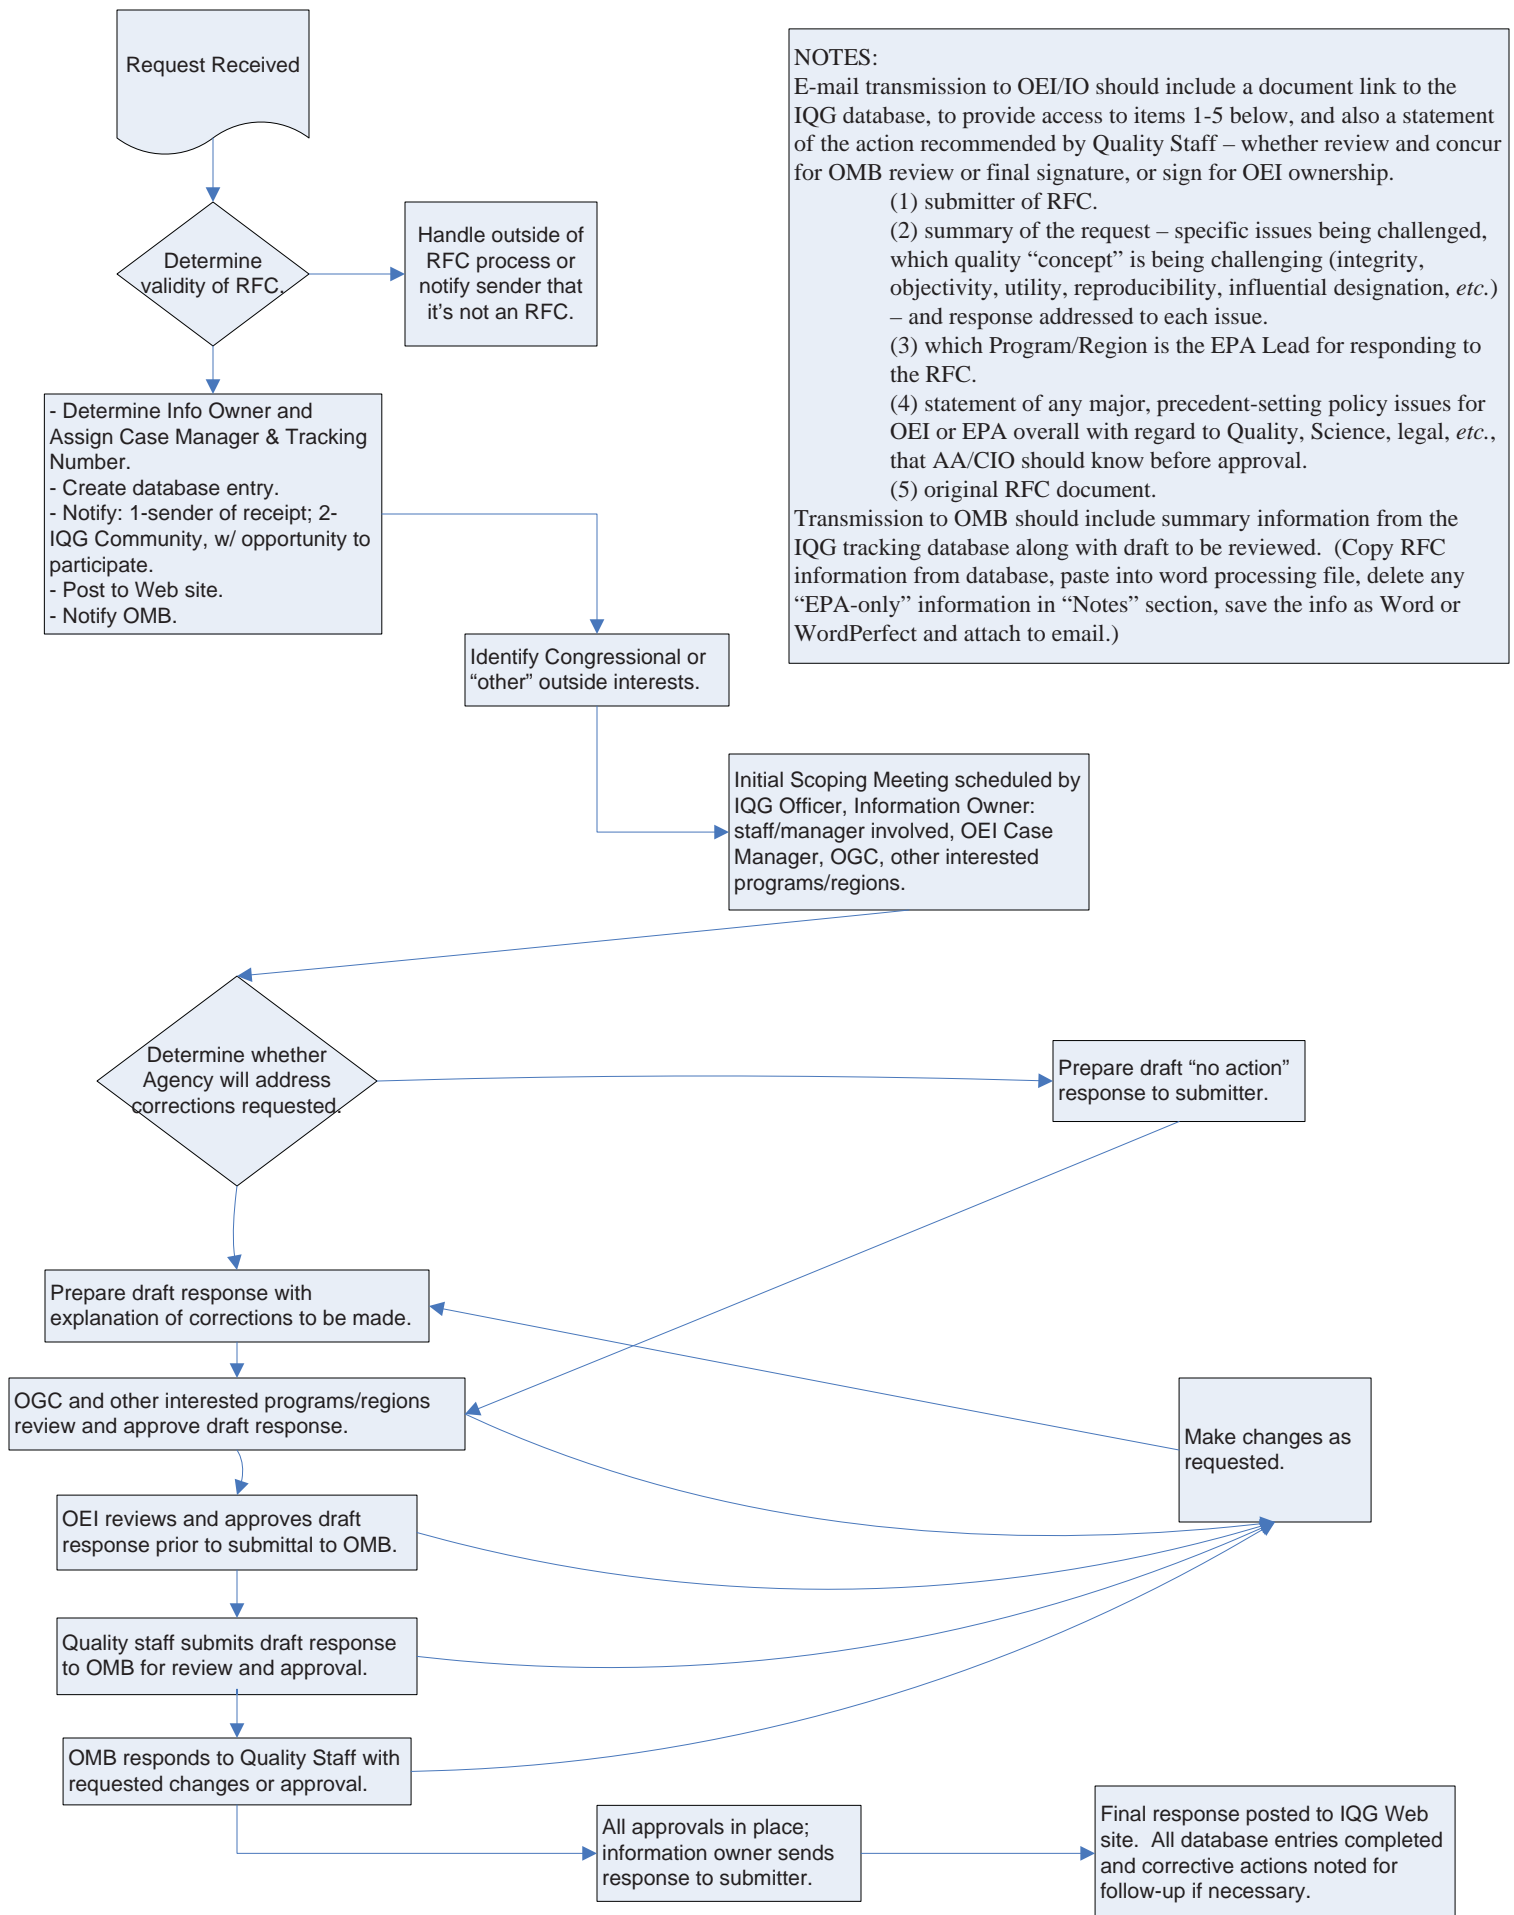 Request Received
NOTES:
E-mail transmission to OEI/IO should include a document link to the
IQG database, to provide access to items 1-5 below, and also a statement
of the action recommended by Quality Staff – whether review and concur
for OMB review or final signature, or sign for OEI ownership.
(1) submitter of RFC.
(2) summary of the request – specific issues being challenged,
which quality “concept” is being challenging (integrity,
objectivity, utility, reproducibility, influential designation, etc.)
– and response addressed to each issue.
(3) which Program/Region is the EPA Lead for responding to
the RFC.
(4) statement of any major, precedent-setting policy issues for
OEI or EPA overall with regard to Quality, Science, legal, etc.,
that AA/CIO should know before approval.
(5) original RFC document.
Transmission to OMB should include summary information from the
IQG tracking database along with draft to be reviewed.  (Copy RFC
information from database, paste into word processing file, delete any
“EPA-only” information in “Notes” section, save the info as Word or
WordPerfect and attach to email.)
Determine
validity of RFC.
Handle outside of
RFC process or
notify sender that
it’s not an RFC.
- Determine Info Owner and
Assign Case Manager & Tracking
Number.
- Create database entry.
- Notify: 1-sender of receipt; 2-
IQG Community, w/ opportunity to
participate.
- Post to Web site.
- Notify OMB.
Identify Congressional or
“other” outside interests.
Initial Scoping Meeting scheduled by
IQG Officer, Information Owner:
staff/manager involved, OEI Case
Manager, OGC, other interested
programs/regions.
Determine whether
Agency will address
corrections requested.
Prepare draft “no action”
response to submitter.
Prepare draft response with
explanation of corrections to be made.
OGC and other interested programs/regions
review and approve draft response.
Make changes as
requested.
OEI reviews and approves draft
response prior to submittal to OMB.
Quality staff submits draft response
to OMB for review and approval.
OMB responds to Quality Staff with
requested changes or approval.
All approvals in place;
information owner sends
response to submitter.
Final response posted to IQG Web
site.  All database entries completed
and corrective actions noted for
follow-up if necessary.